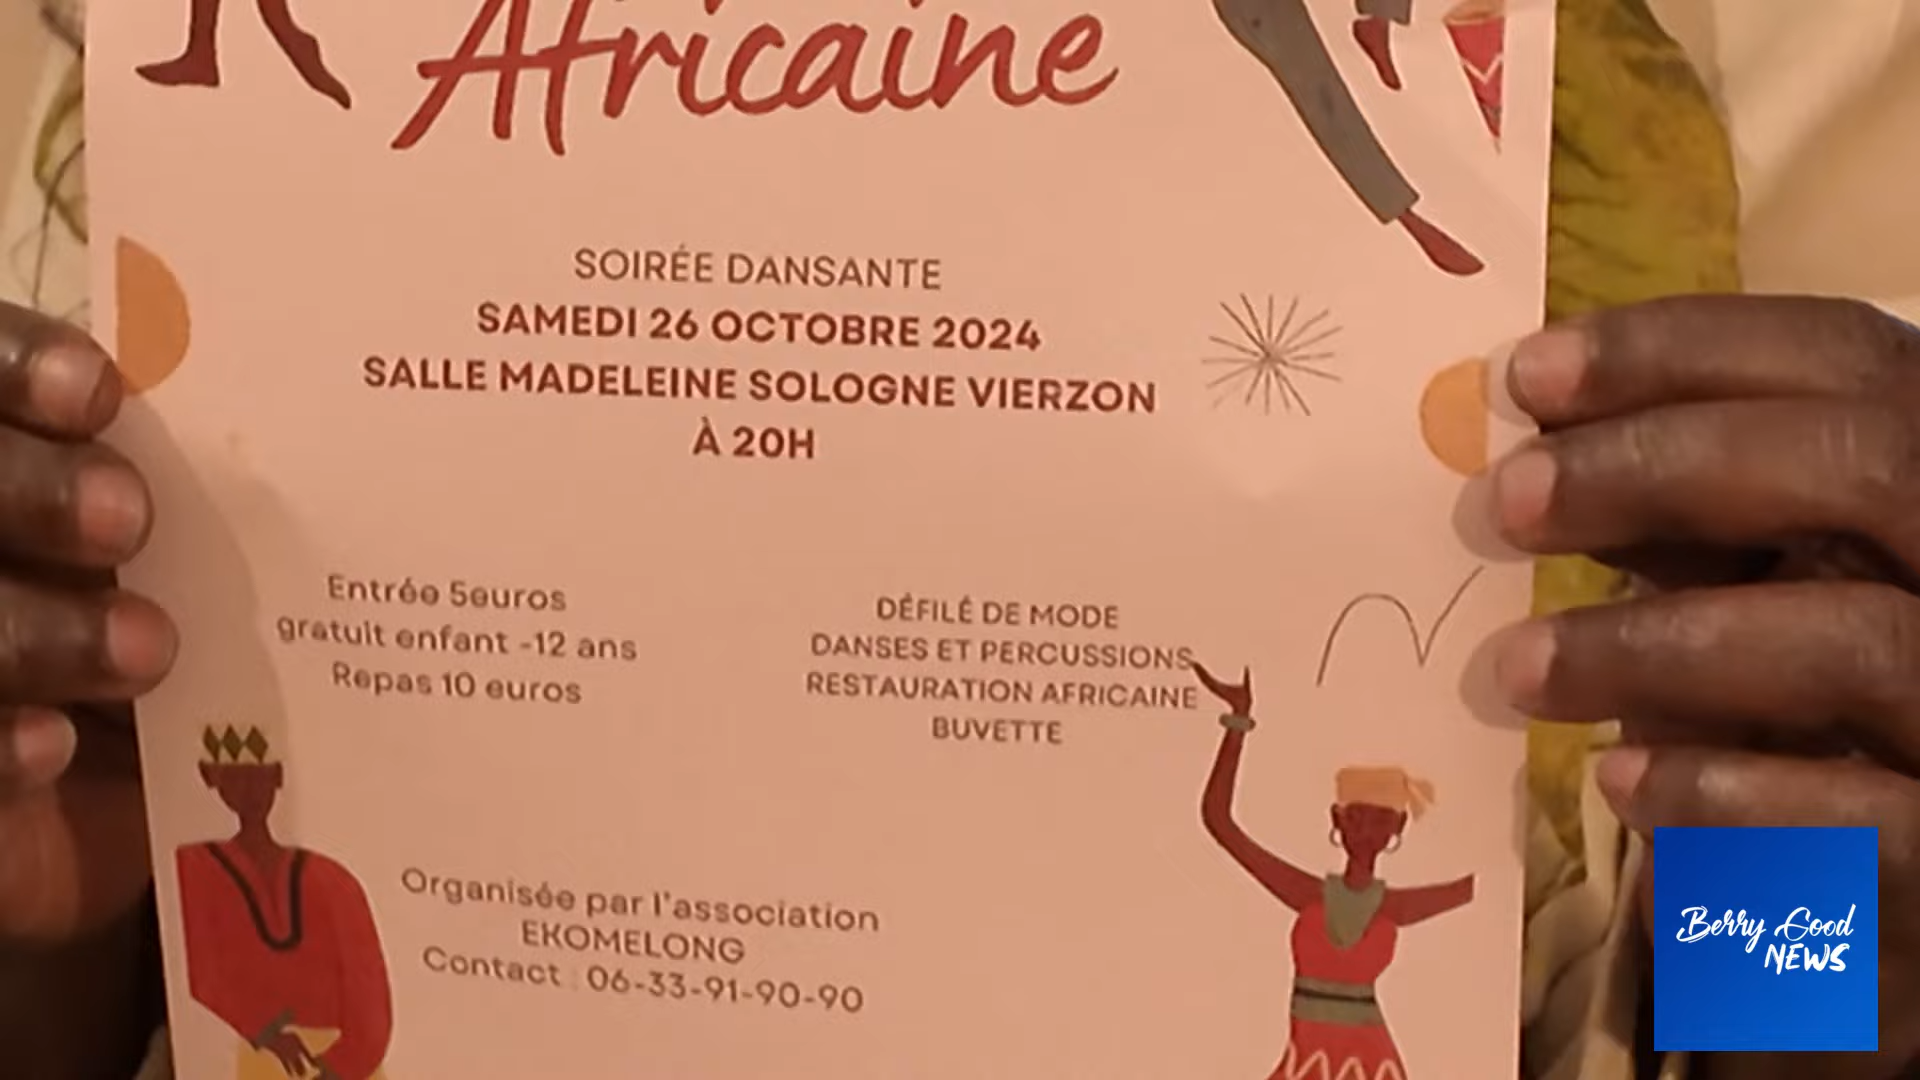 Africaine
SOIRÉE DANSANTE
SAMEDI 26 OCTOBRE 2024
SALLE MADELEINE SOLOGNE VIERZON
À 20H
Entrée 5euros
gratuit enfant -12 ans
Repas 10 euros
DÉFILÉ DE MODE
DANSES ET PERCUSSIONS
RESTAURATION AFRICAINE
BUVETTE
Organisée par l'association
EKOMELONG
Contact : 06-33-91-90-90
Berry Good
NEWS